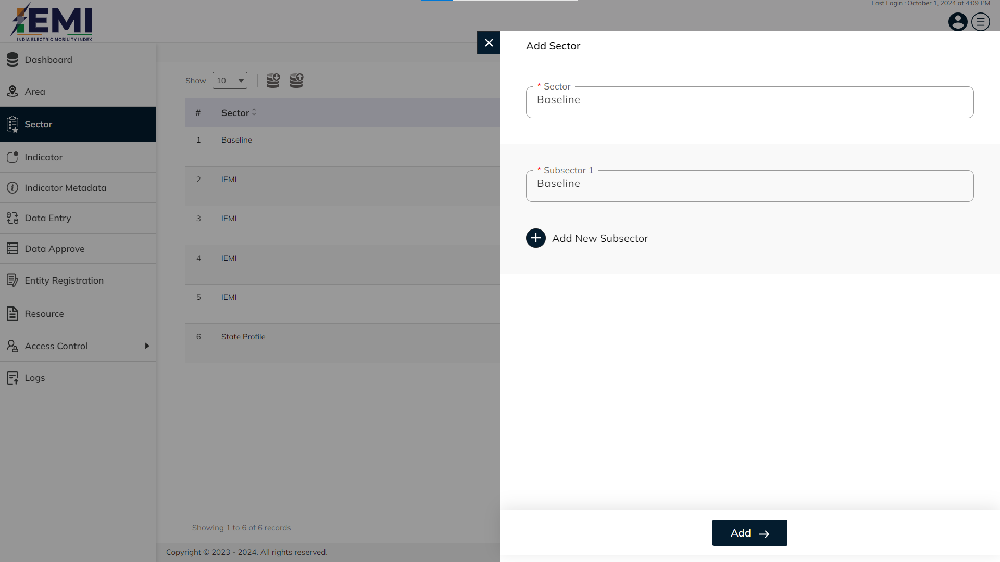 Last Login : October 1, 2024 at 4:09 PM
IEMI
INDIA ELECTRIC MOBILITY INDEX
Dashboard
Area
Sector
Indicator
Indicator Metadata
Data Entry
Data Approve
Entity Registration
Resource
Access Control
Logs
Show 10
# Sector
1 Baseline
2 IEMI
3 IEMI
4 IEMI
5 IEMI
6 State Profile
Showing 1 to 6 of 6 records
Copyright © 2023 - 2024. All rights reserved.
Add Sector
* Sector
Baseline
* Subsector 1
Baseline
Add New Subsector
Add